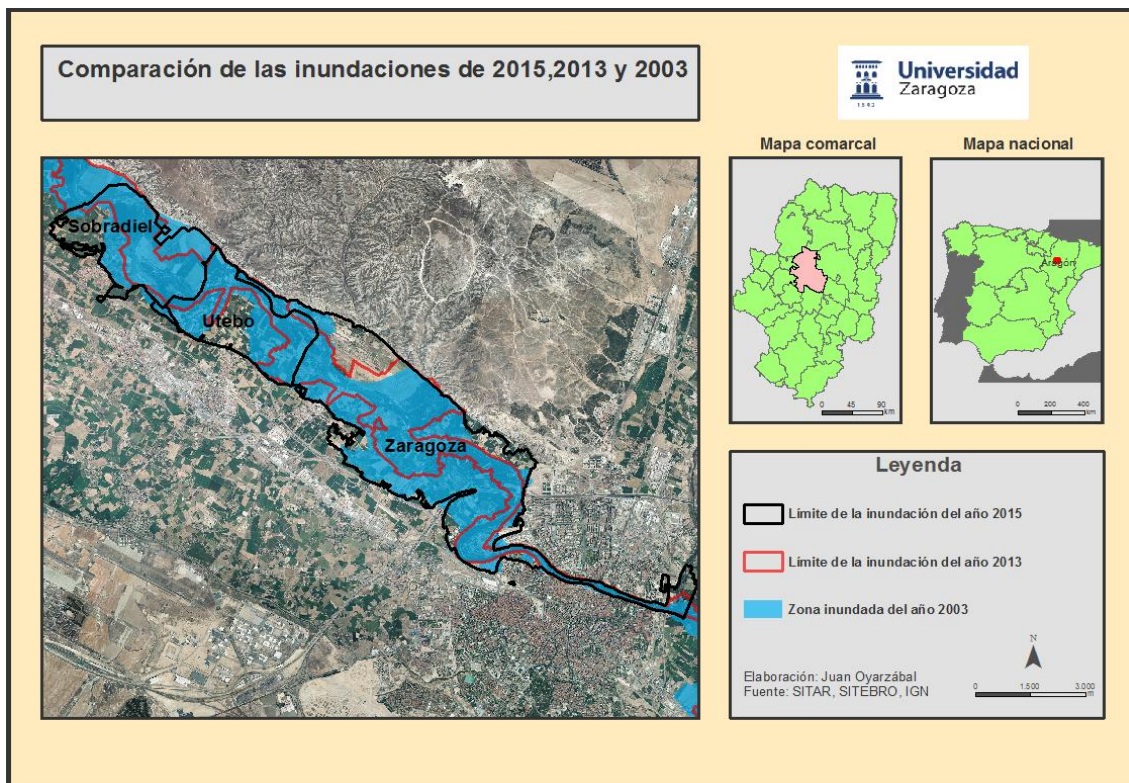 Comparación de las inundaciones de 2015,2013 y 2003
Universidad
Zaragoza
1542
Mapa comarcal
Mapa nacional
Sobradiel
Utebo
Zaragoza
Aragón
0 45 90
km
0 200 400
km
Leyenda
Límite de la inundación del año 2015
Límite de la inundación del año 2013
Zona inundada del año 2003
N
Elaboración: Juan Oyarzábal
Fuente: SITAR, SITEBRO, IGN
0 1.500 3.000
m